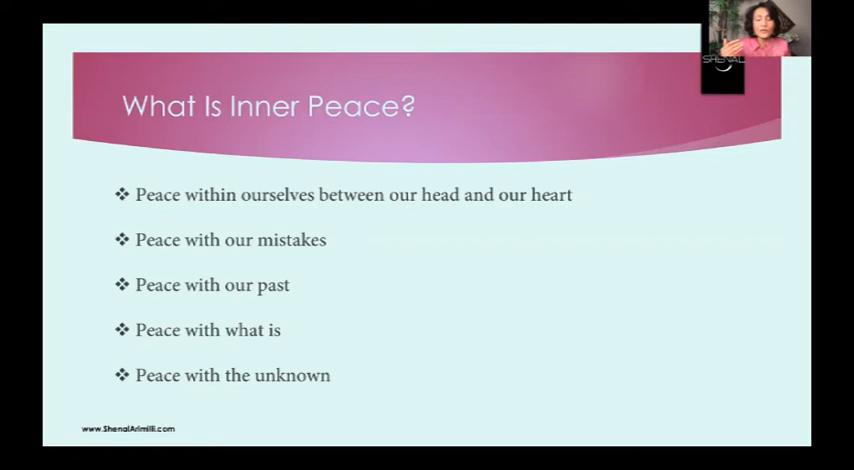 SHENAL
What Is Inner Peace?
❖ Peace within ourselves between our head and our heart
❖ Peace with our mistakes
❖ Peace with our past
❖ Peace with what is
❖ Peace with the unknown
www.ShenalArimilli.com